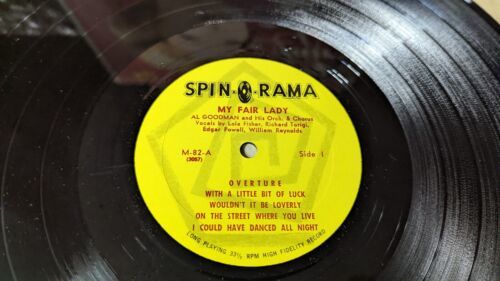 SPIN-O-RAMA
MY FAIR LADY
AL GOODMAN and His Orch. & Chorus
Vocals by Lola Fisher, Richard Torigi,
Edgar Powell, William Reynolds
M-82-A Side 1
(3057)
OVERTURE
WITH A LITTLE BIT OF LUCK
WOULDN'T IT BE LOVERLY
ON THE STREET WHERE YOU LIVE
I COULD HAVE DANCED ALL NIGHT
LONG PLAYING 33⅓ RPM HIGH FIDELITY RECORD